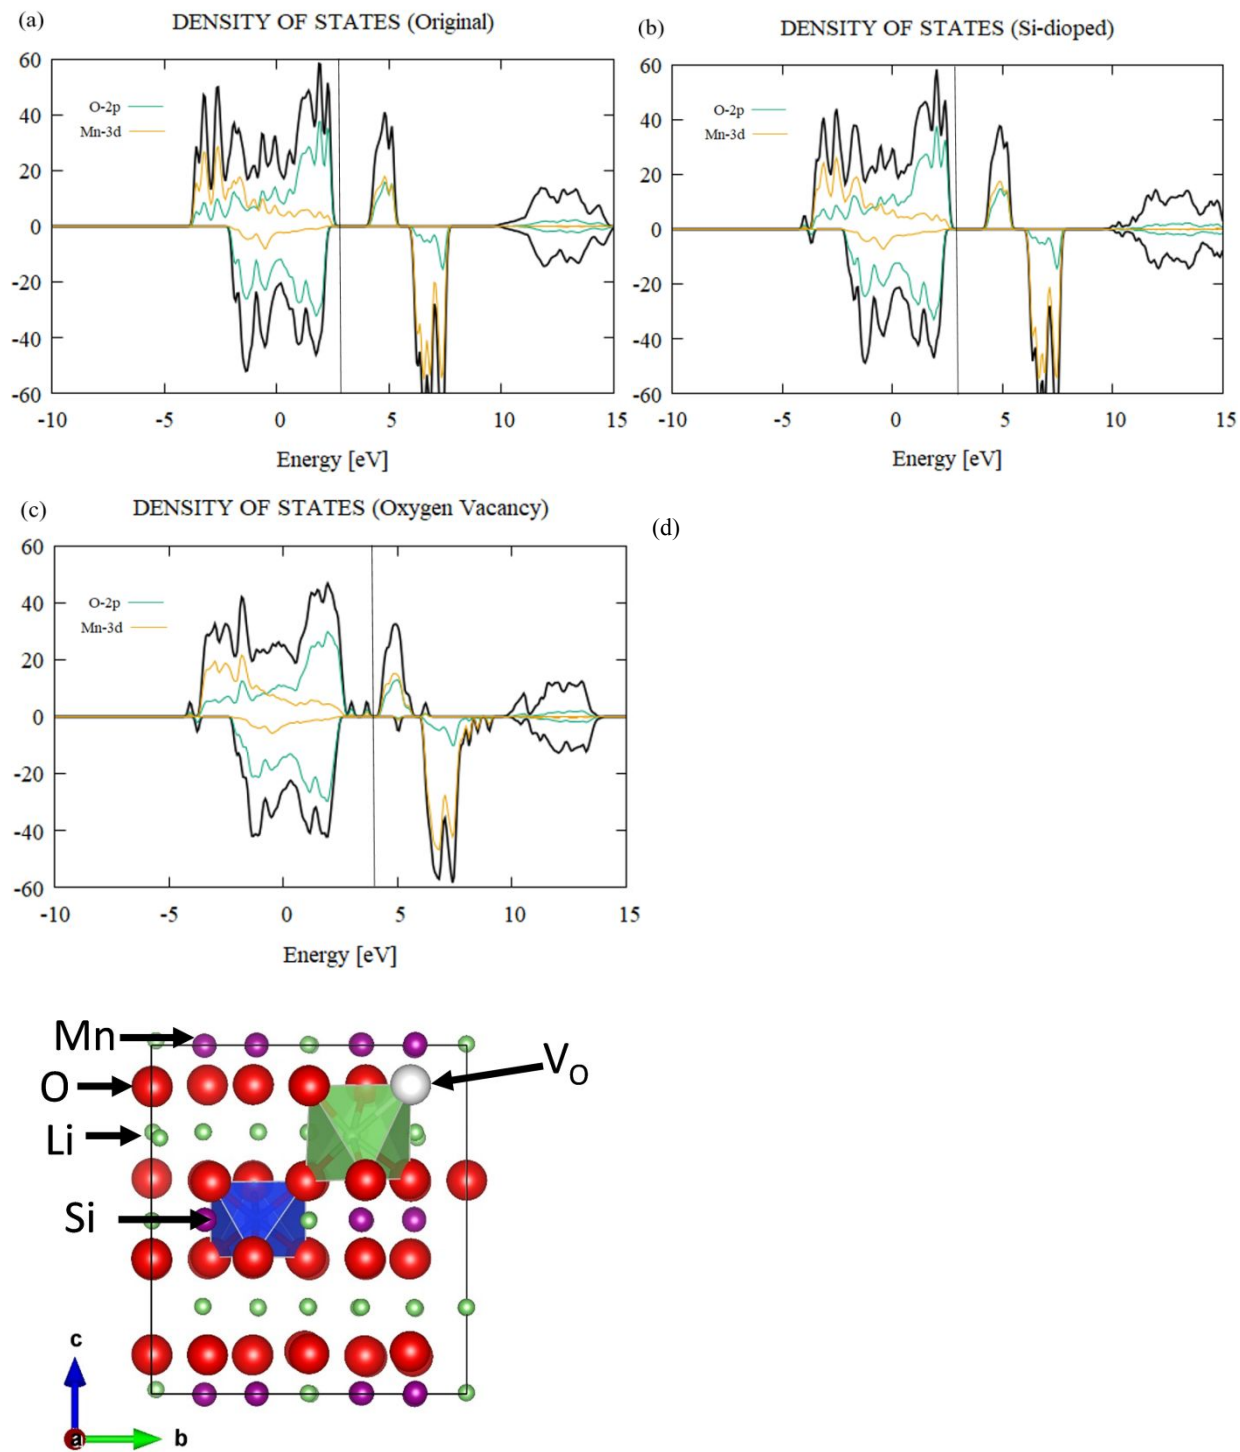 (a)
DENSITY OF STATES (Original)
60
40
20
0
-20
-40
-60
O-2p
Mn-3d
-10
-5
0
5
10
15
Energy [eV]
(b)
DENSITY OF STATES (Si-dioped)
60
40
20
0
-20
-40
-60
O-2p
Mn-3d
-10
-5
0
5
10
15
Energy [eV]
(c)
DENSITY OF STATES (Oxygen Vacancy)
60
40
20
0
-20
-40
-60
O-2p
Mn-3d
-10
-5
0
5
10
15
Energy [eV]
(d)
Mn
O
VO
Li
Si
c
a
b